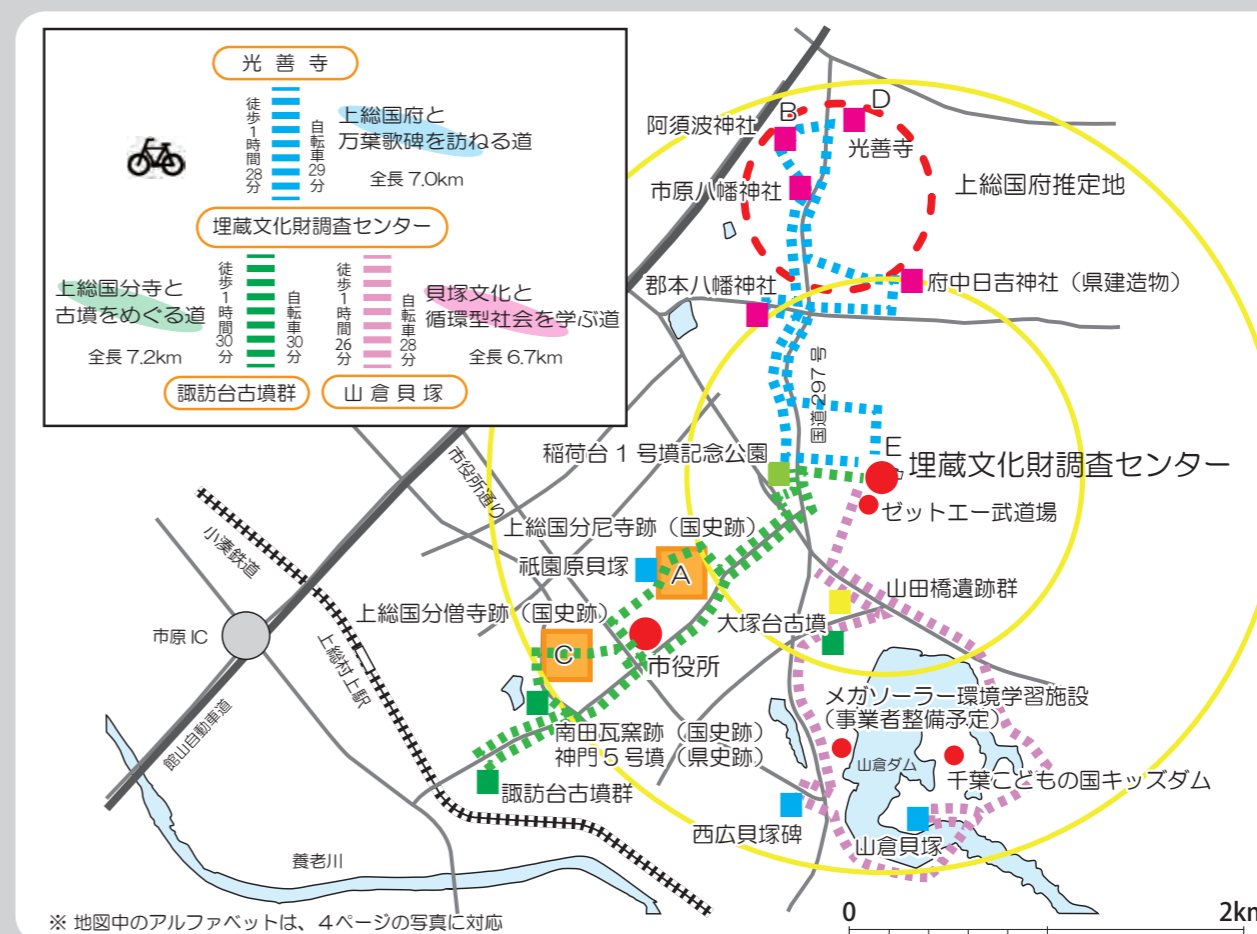 光善寺
徒歩1時間28分
自転車29分
上総国府と
万葉歌碑を訪ねる道
全長 7.0km
埋蔵文化財調査センター
上総国分寺と
古墳をめぐる道
全長 7.2km
徒歩1時間30分
自転車30分
徒歩1時間26分
自転車28分
貝塚文化と
循環型社会を学ぶ道
全長 6.7km
諏訪台古墳群
山倉貝塚
B
D
阿須波神社
光善寺
市原八幡神社
上総国府推定地
郡本八幡神社
府中日吉神社（県建造物）
国道 297 号
稲荷台 1 号墳記念公園
E
埋蔵文化財調査センター
ゼットエー武道場
市役所通り
上総国分尼寺跡（国史跡）
祇園原貝塚
A
山田橋遺跡群
小湊鉄道
上総国分僧寺跡（国史跡）
大塚台古墳
市原 IC
C
市役所
上総村上駅
メガソーラー環境学習施設
（事業者整備予定）
南田瓦窯跡（国史跡）
神門５号墳（県史跡）
館山自動車道
山倉ダム
千葉こどもの国キッズダム
諏訪台古墳群
西広貝塚碑
山倉貝塚
養老川
※ 地図中のアルファベットは、４ページの写真に対応
0
2km